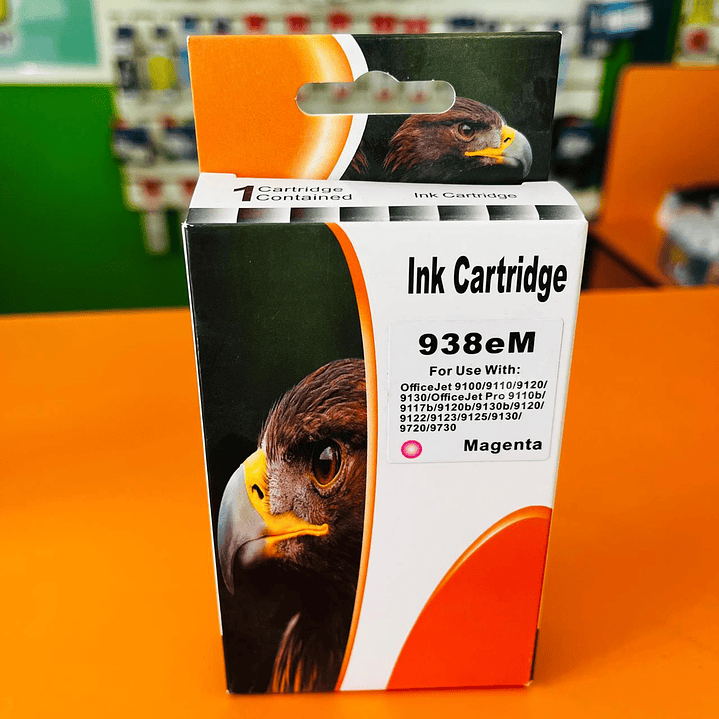 1 Cartridge
Contained
Ink Cartridge
Ink Cartridge
938eM
For Use With:
OfficeJet 9100/9110/9120/
9130/OfficeJet Pro 9110b/
9117b/9120b/9130b/9120/
9122/9123/9125/9130/
9720/9730
Magenta